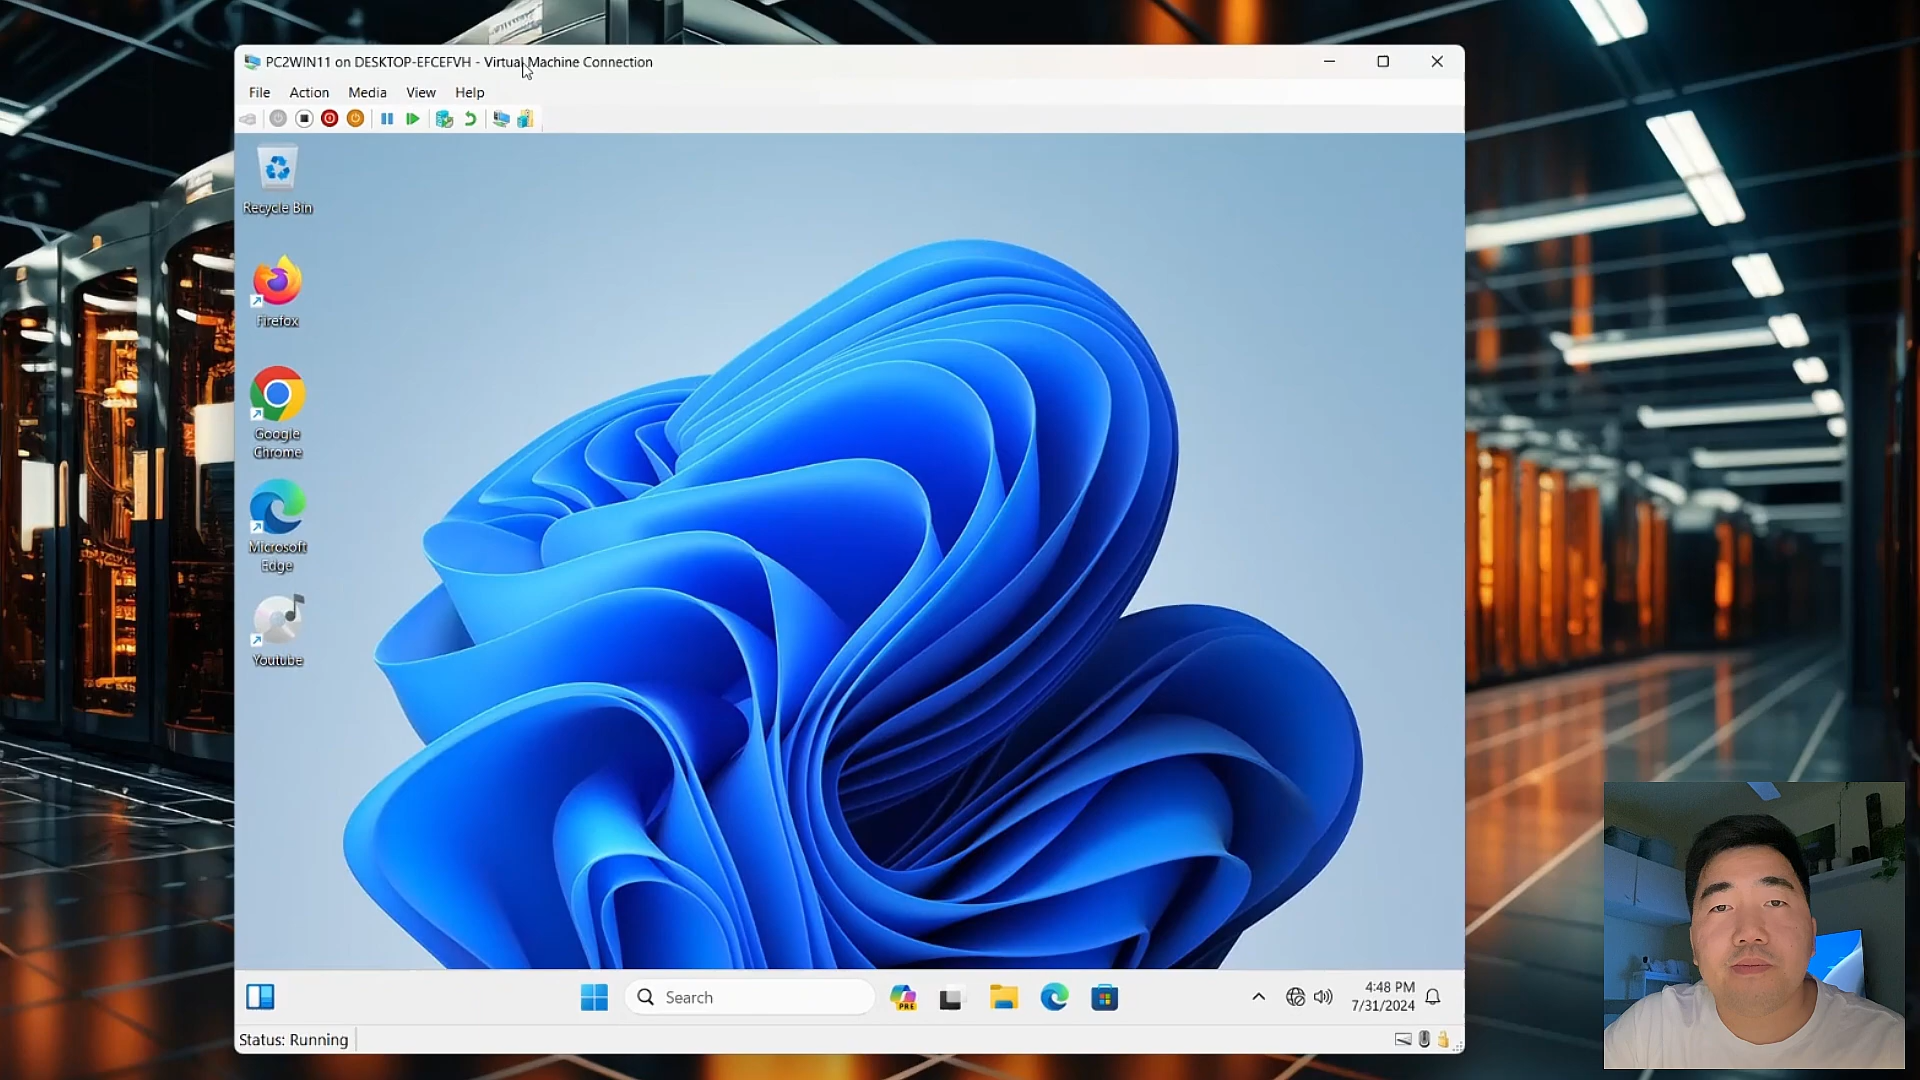 PC2WIN11 on DESKTOP-EFCEFVH - Virtual Machine Connection
File Action Media View Help
Recycle Bin
Firefox
Google
Chrome
Microsoft
Edge
Youtube
Search
PRE
4:48 PM
7/31/2024
Status: Running